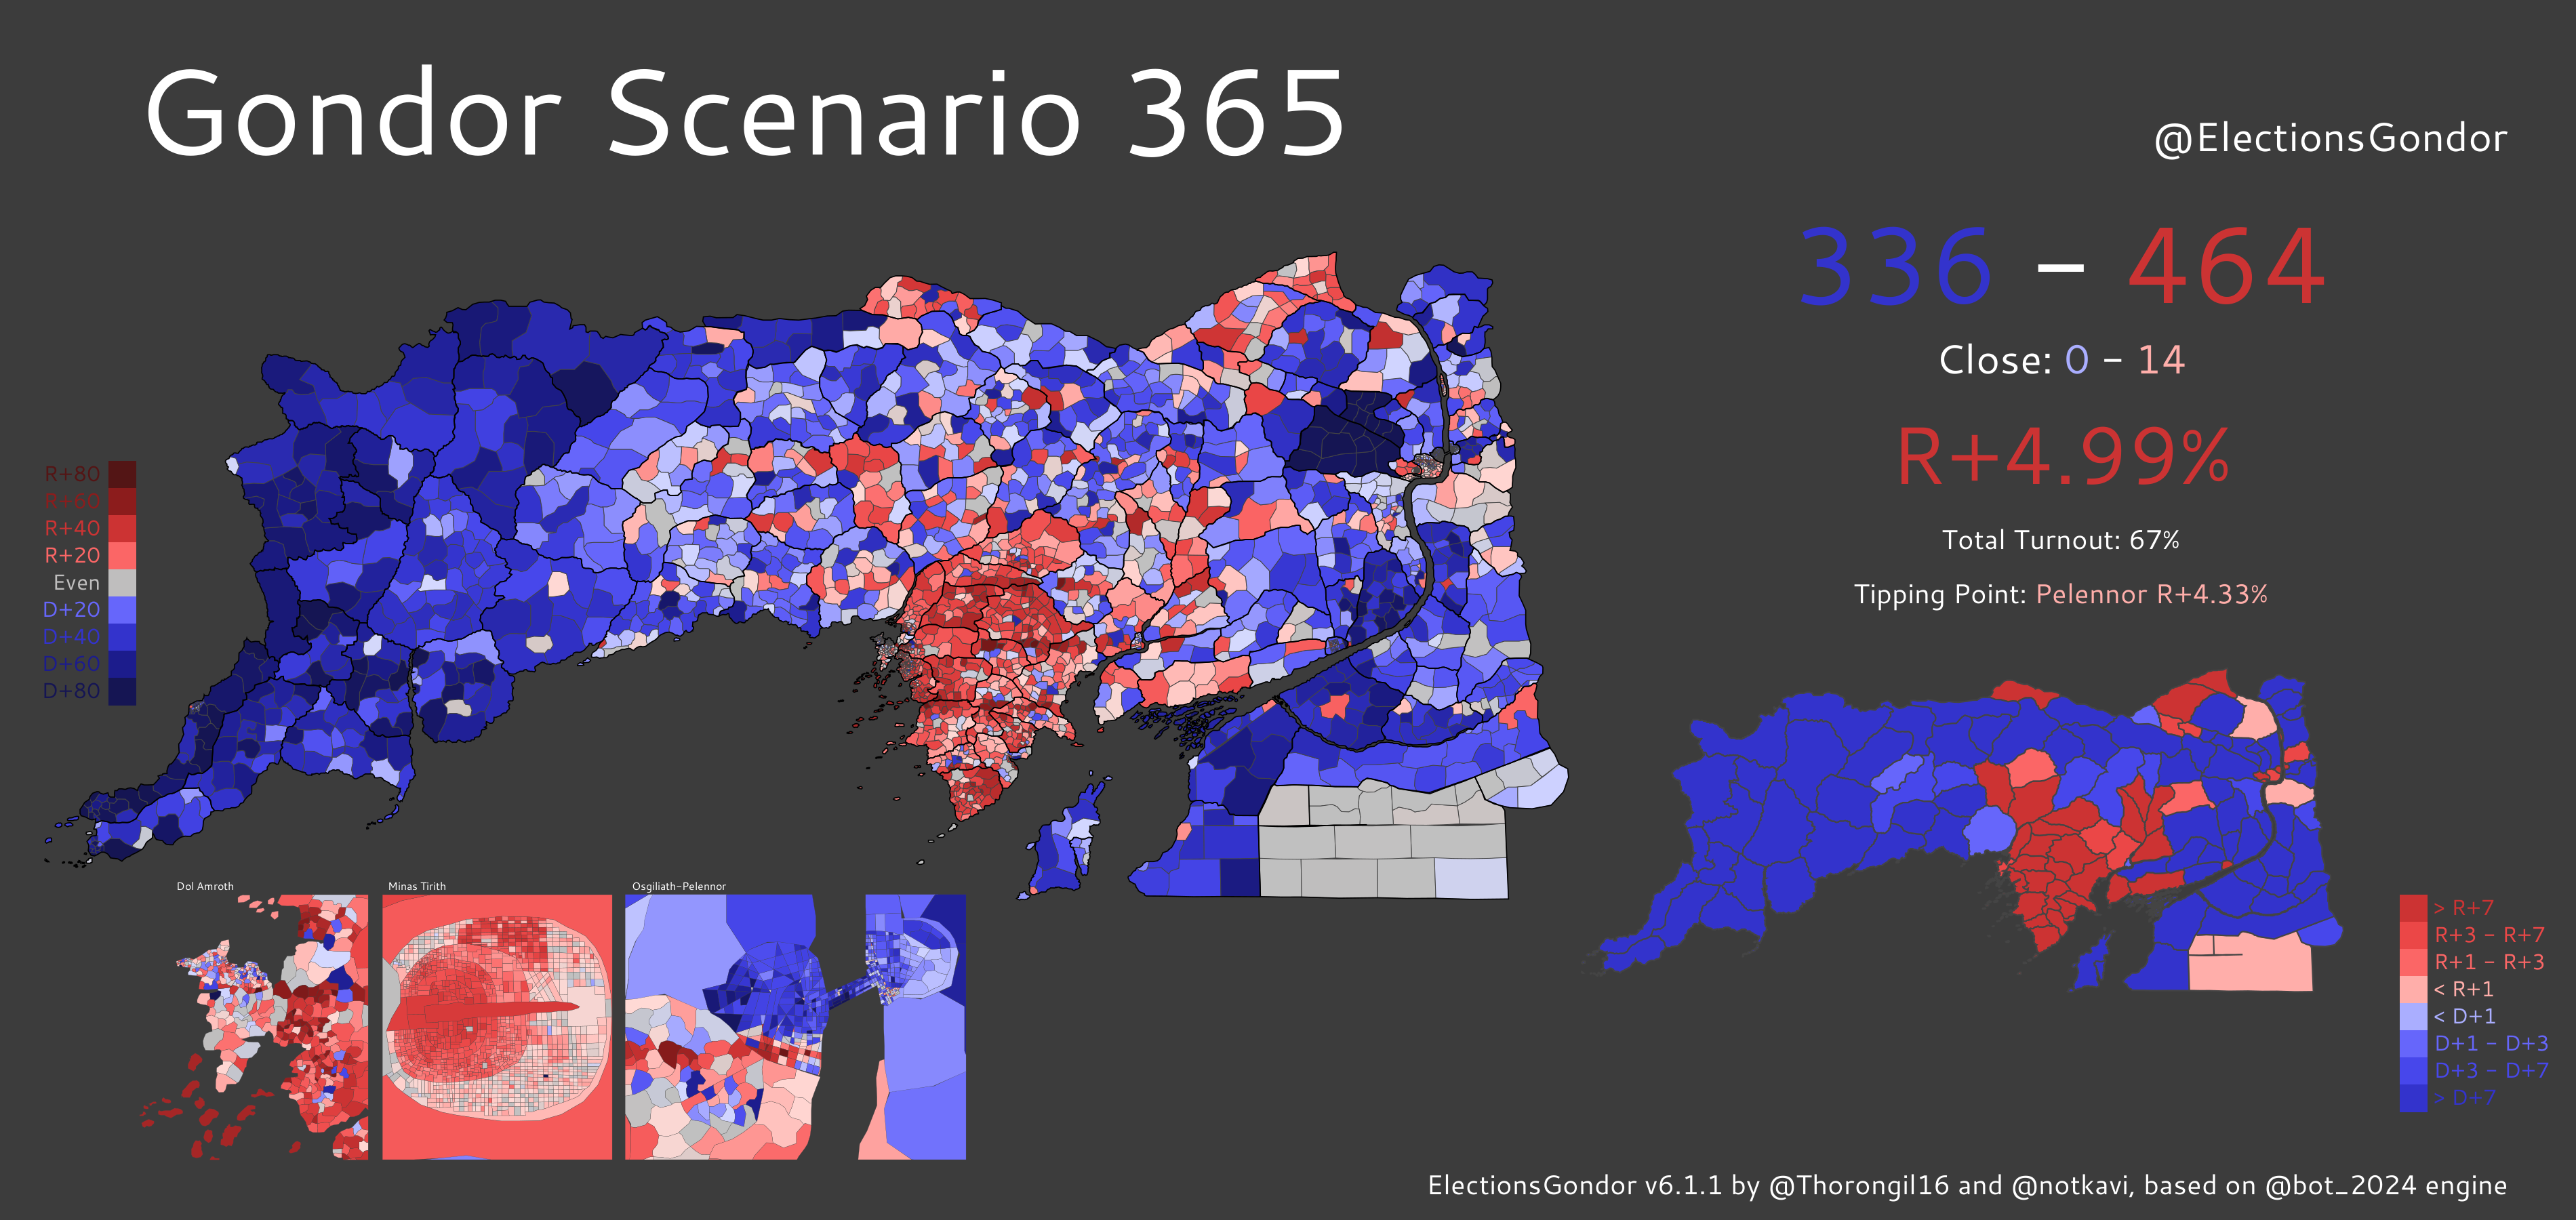 Gondor Scenario 365
@ElectionsGondor
336 – 464
Close: 0 – 14
R+4.99%
Total Turnout: 67%
Tipping Point: Pelennor R+4.33%
R+80
R+60
R+40
R+20
Even
D+20
D+40
D+60
D+80
Dol Amroth
Minas Tirith
Osgiliath-Pelennor
> R+7
R+3 - R+7
R+1 - R+3
< R+1
< D+1
D+1 - D+3
D+3 - D+7
> D+7
ElectionsGondor v6.1.1 by @Thorongil16 and @notkavi, based on @bot_2024 engine